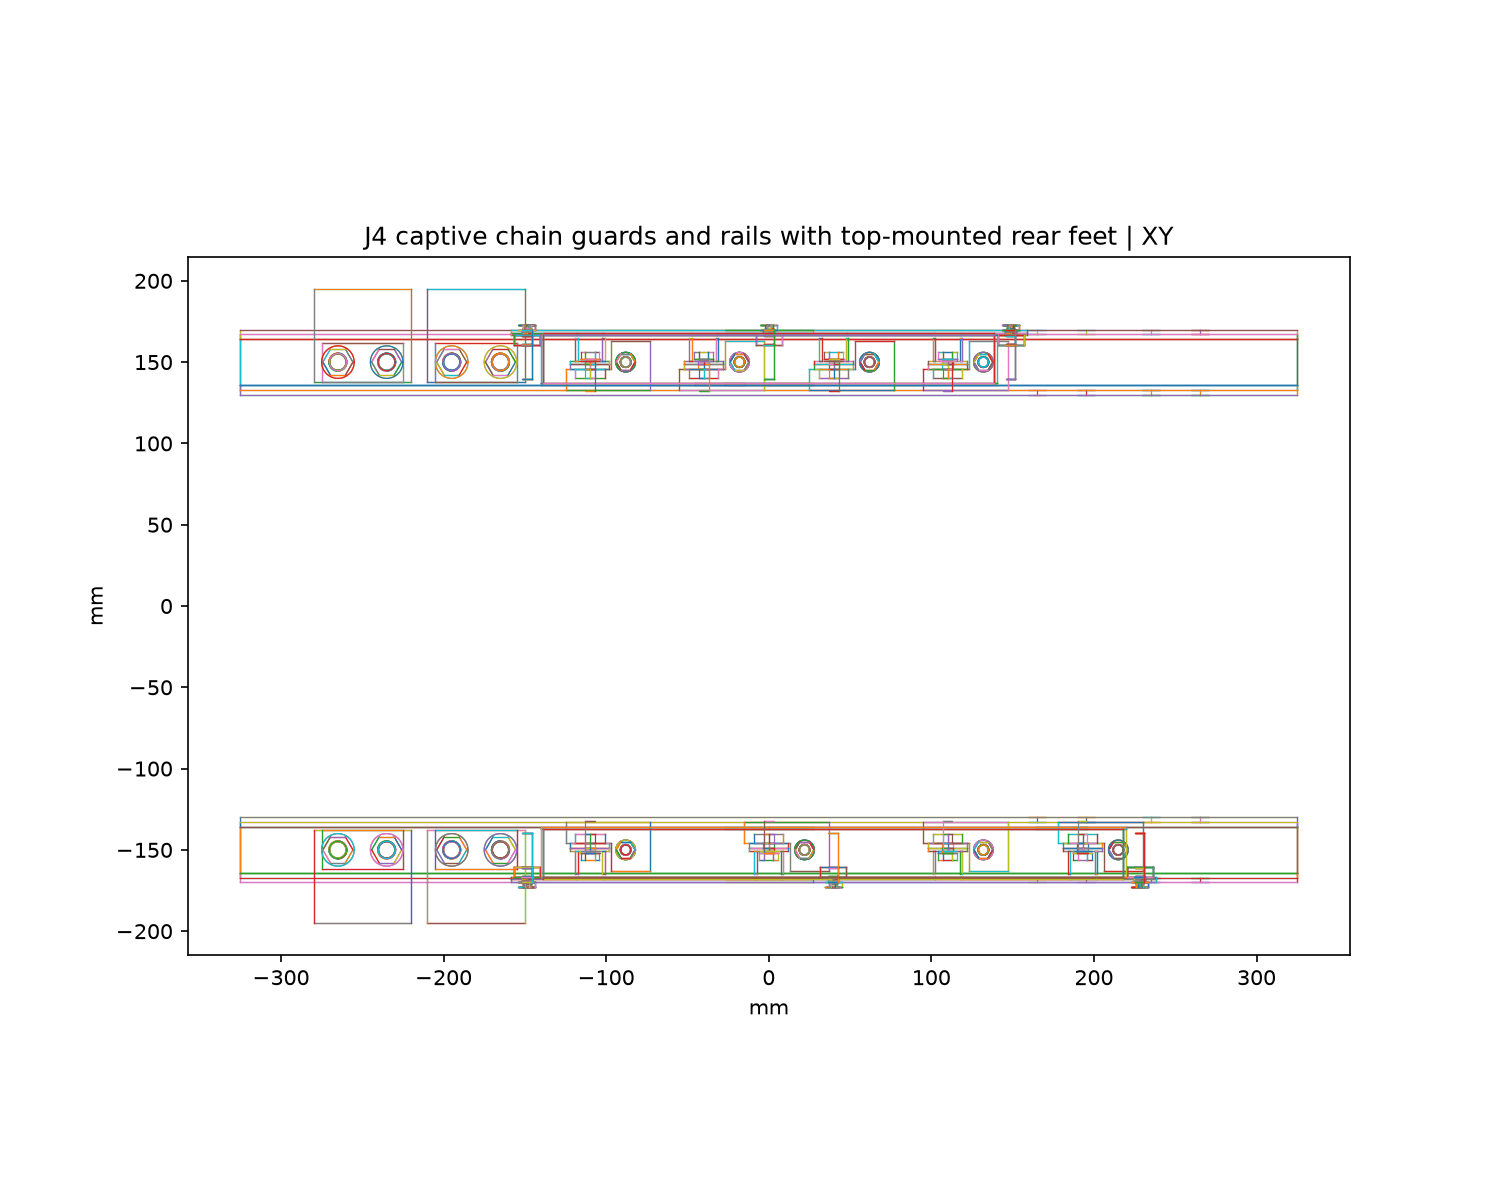 J4 captive chain guards and rails with top-mounted rear feet | XY
200
150
100
50
0
−50
−100
−150
−200
mm
−300 −200 −100 0 100 200 300
mm